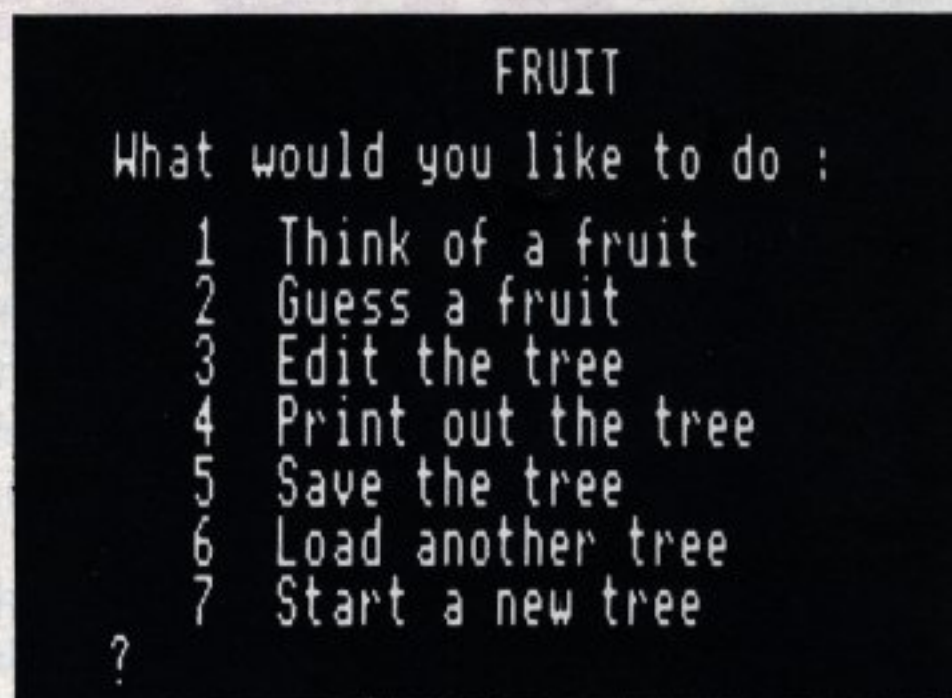 FRUIT
What would you like to do :
1 Think of a fruit
2 Guess a fruit
3 Edit the tree
4 Print out the tree
5 Save the tree
6 Load another tree
7 Start a new tree
?